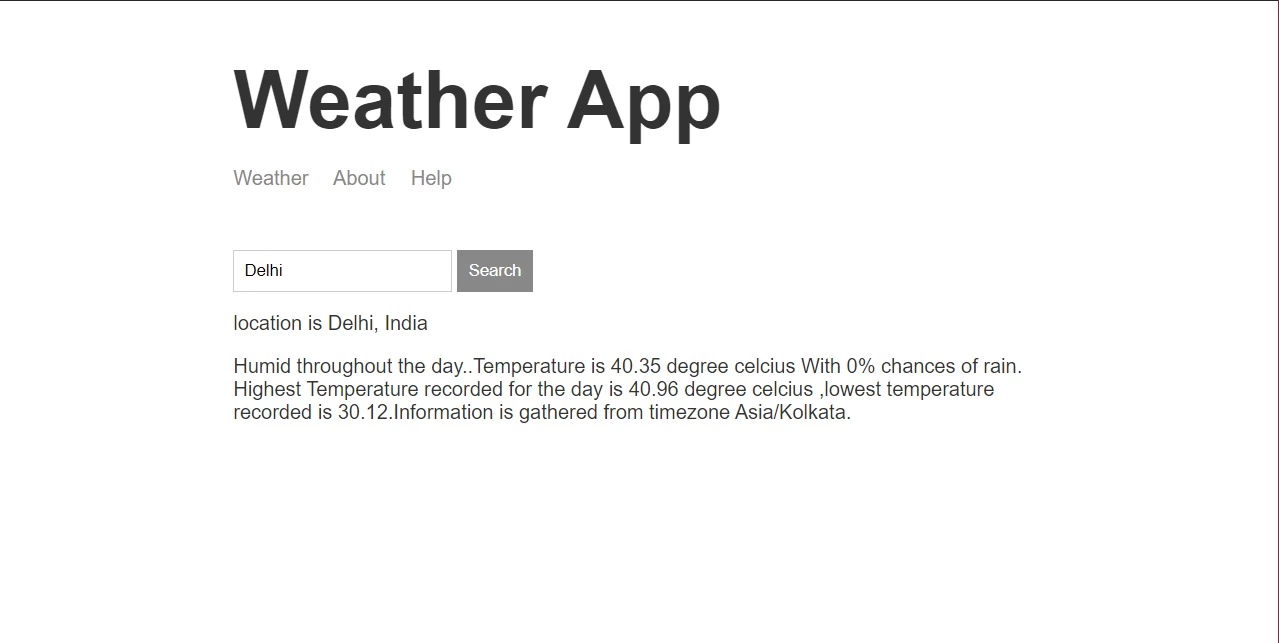 Weather App
Weather About Help
Delhi Search
location is Delhi, India
Humid throughout the day..Temperature is 40.35 degree celcius With 0% chances of rain.
Highest Temperature recorded for the day is 40.96 degree celcius ,lowest temperature
recorded is 30.12.Information is gathered from timezone Asia/Kolkata.